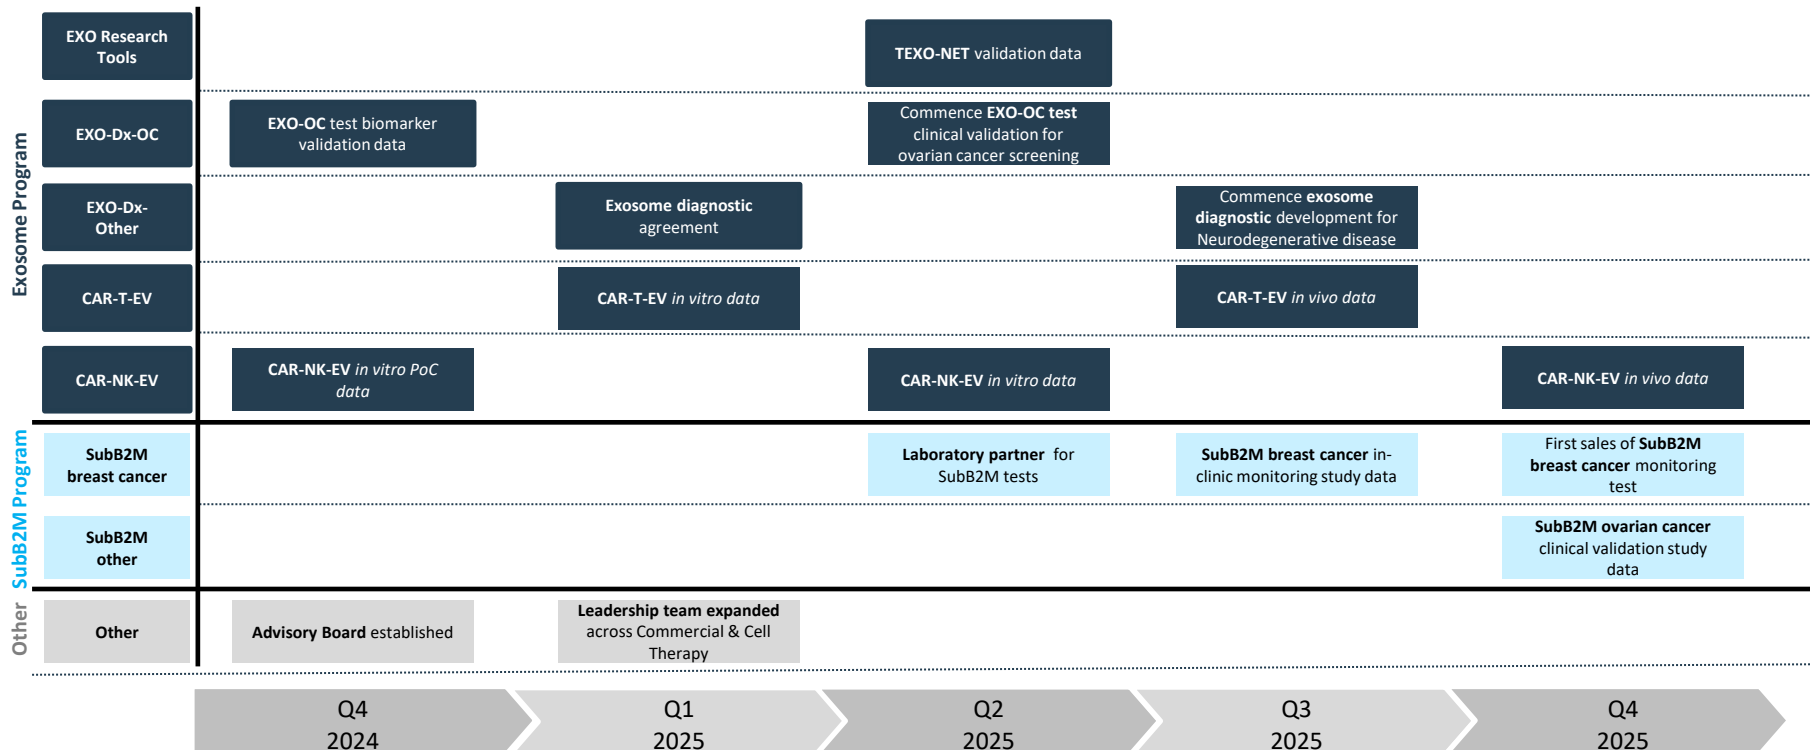 Exosome Program
EXO Research
Tools
TEXO-NET validation data
EXO-Dx-OC
EXO-OC test biomarker
validation data
Commence EXO-OC test
clinical validation for
ovarian cancer screening
EXO-Dx-
Other
Exosome diagnostic
agreement
Commence exosome
diagnostic development for
Neurodegenerative disease
CAR-T-EV
CAR-T-EV in vitro data
CAR-T-EV in vivo data
CAR-NK-EV
CAR-NK-EV in vitro PoC
data
CAR-NK-EV in vitro data
CAR-NK-EV in vivo data
SubB2M Program
SubB2M
breast cancer
Laboratory partner for
SubB2M tests
SubB2M breast cancer in-
clinic monitoring study data
First sales of SubB2M
breast cancer monitoring
test
SubB2M
other
SubB2M ovarian cancer
clinical validation study
data
Other
Other
Advisory Board established
Leadership team expanded
across Commercial & Cell
Therapy
Q4
2024
Q1
2025
Q2
2025
Q3
2025
Q4
2025